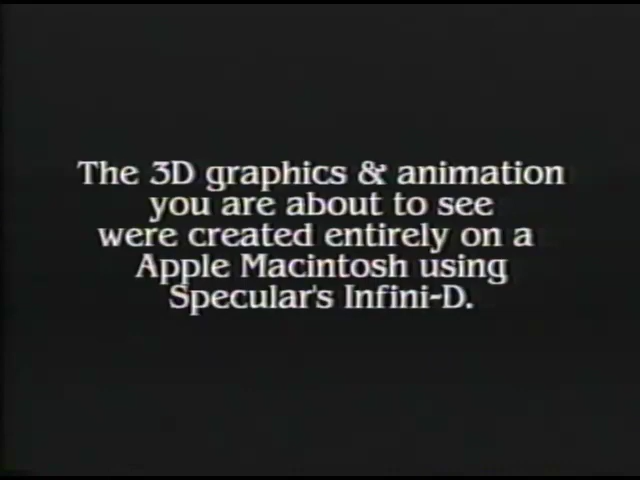 The 3D graphics & animation
you are about to see
were created entirely on a
Apple Macintosh using
Specular's Infini-D.